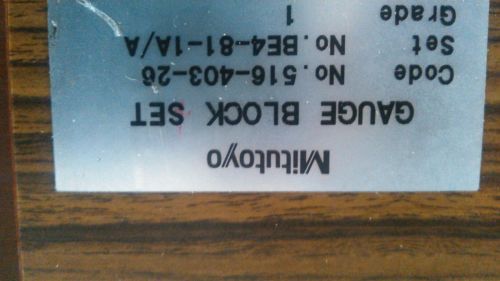 Mitutoyo
GAUGE BLOCK SET
Code No. 516-403-26
Set No. BE4-81-1A/A
Grade 1